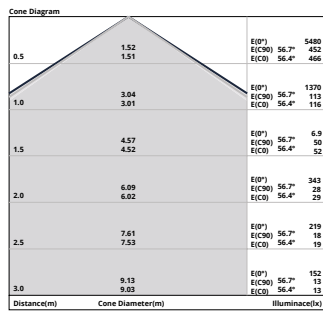 Cone Diagram
E(0°) 5480
1.52 E(C90) 56.7° 452
0.5 1.51 E(C0) 56.4° 466
E(0°) 1370
3.04 E(C90) 56.7° 113
1.0 3.01 E(C0) 56.4° 116
E(0°) 6.9
4.57 E(C90) 56.7° 50
1.5 4.52 E(C0) 56.4° 52
E(0°) 343
6.09 E(C90) 56.7° 28
2.0 6.02 E(C0) 56.4° 29
E(0°) 219
7.61 E(C90) 56.7° 18
2.5 7.53 E(C0) 56.4° 19
E(0°) 152
9.13 E(C90) 56.7° 13
3.0 9.03 E(C0) 56.4° 13
Distance(m) Cone Diameter(m) Illuminace(lx)